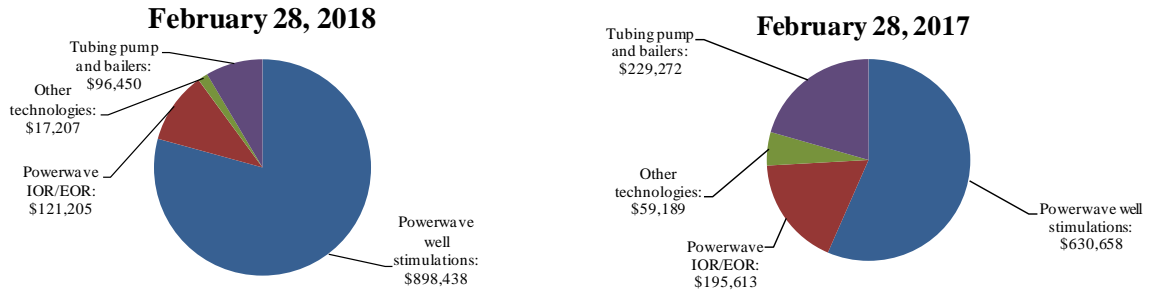 February 28, 2018
Tubing pump
and bailers:
$96,450
Other
technologies:
$17,207
Powerwave
IOR/EOR:
$121,205
Powerwave
well
stimulations:
$898,438
February 28, 2017
Tubing pump
and bailers:
$229,272
Other
technologies:
$59,189
Powerwave
IOR/EOR:
$195,613
Powerwave well
stimulations:
$630,658